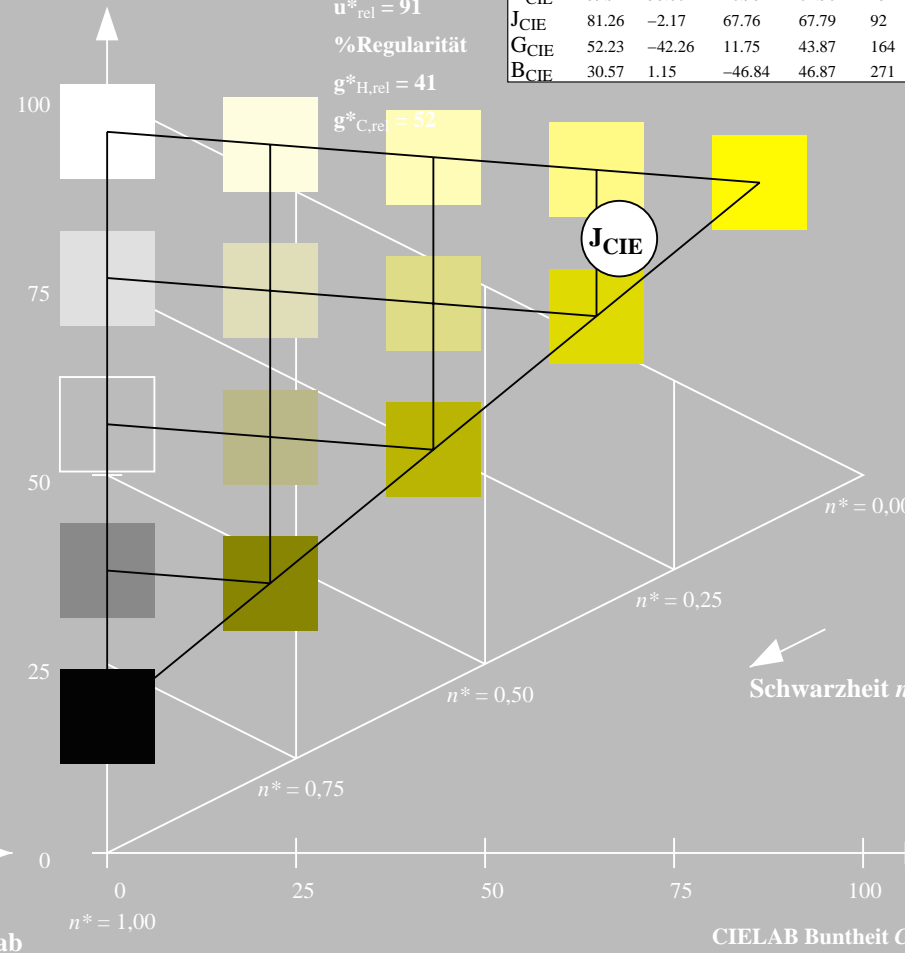 u*rel = 91
%Regularität
g*H,rel = 41
g*C,rel = 52
CIE
JCIE 81.26 −2.17 67.76 67.79 92
GCIE 52.23 −42.26 11.75 43.87 164
BCIE 30.57 1.15 −46.84 46.87 271
100
75
50
25
0
JCIE
n* = 0,00
n* = 0,25
Schwarzheit n
n* = 0,50
n* = 0,75
0 25 50 75 100
n* = 1,00
ab
CIELAB Buntheit C